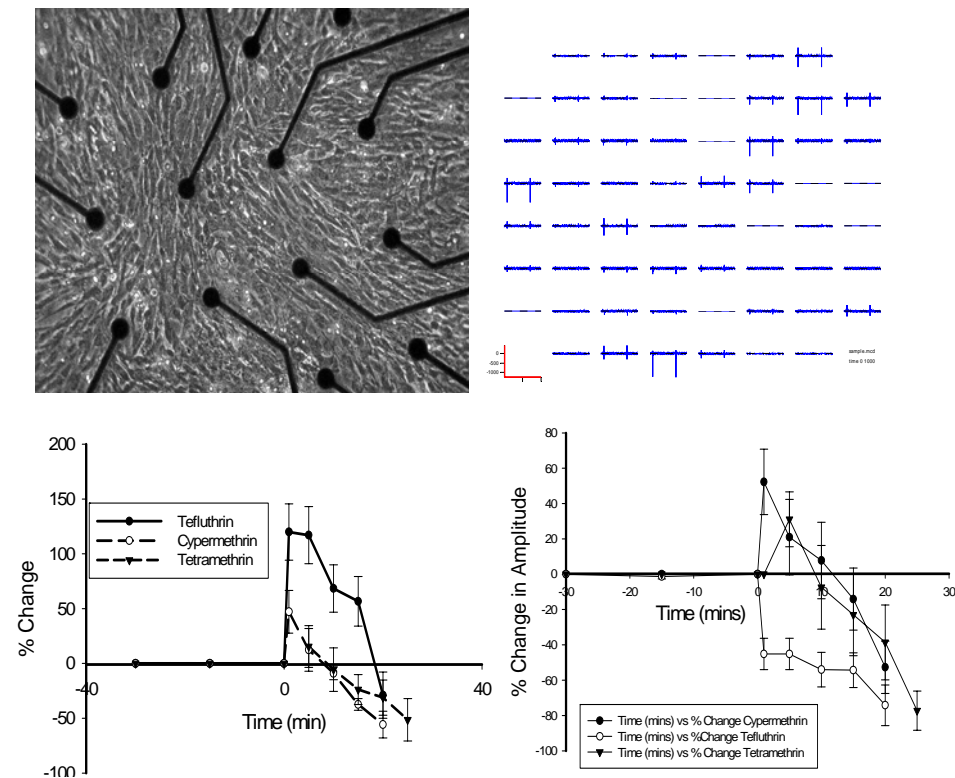 0
-500
-1000
sample.mcd
time 0 1000
200
150
100
50
0
-50
-100
-40
0
40
% Change
Time (min)
Tefluthrin
Cypermethrin
Tetramethrin
80
60
40
20
0
-20
-40
-60
-80
-100
-30
-20
-10
0
10
20
30
% Change in Amplitude
Time (mins)
Time (mins) vs % Change Cypermethrin
Time (mins) vs %Change Tefluthrin
Time (mins) vs % Change Tetramethrin